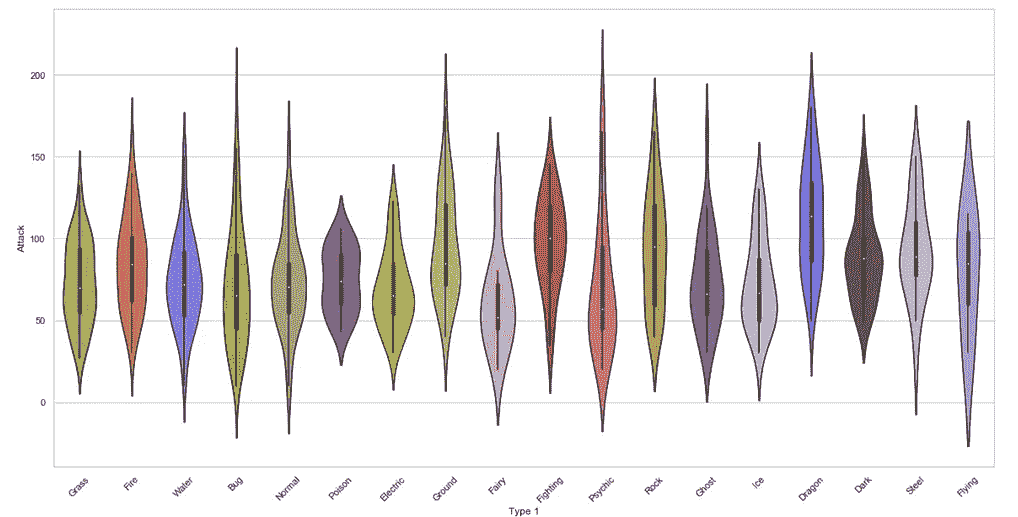 200
150
100
50
0
Attack
Grass Fire Water Bug Normal Poison Electric Ground Fairy Fighting Psychic Rock Ghost Ice Dragon Dark Steel Flying
Type 1